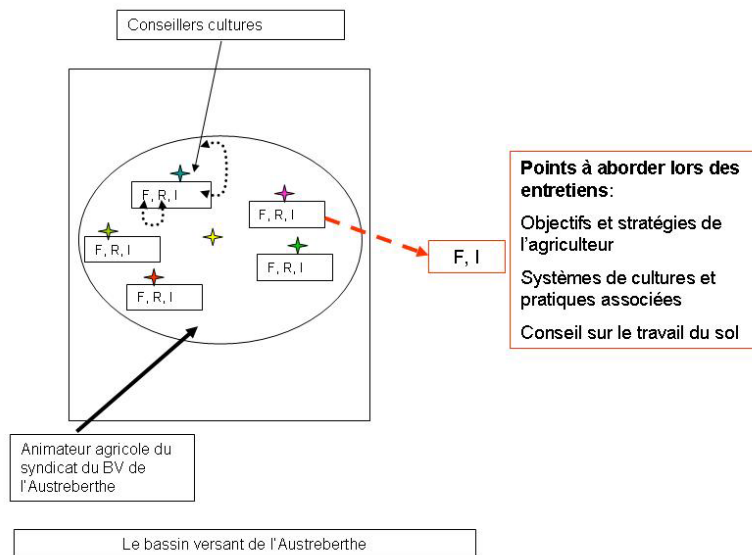 Conseillers cultures
F, R, I
F, R, I
F, R, I
F, R, I
F, R, I
F, I
Points à aborder lors des
entretiens:
Objectifs et stratégies de
l'agriculteur
Systèmes de cultures et
pratiques associées
Conseil sur le travail du sol
Animateur agricole du
syndicat du BV de
l'Austreberthe
Le bassin versant de l'Austreberthe